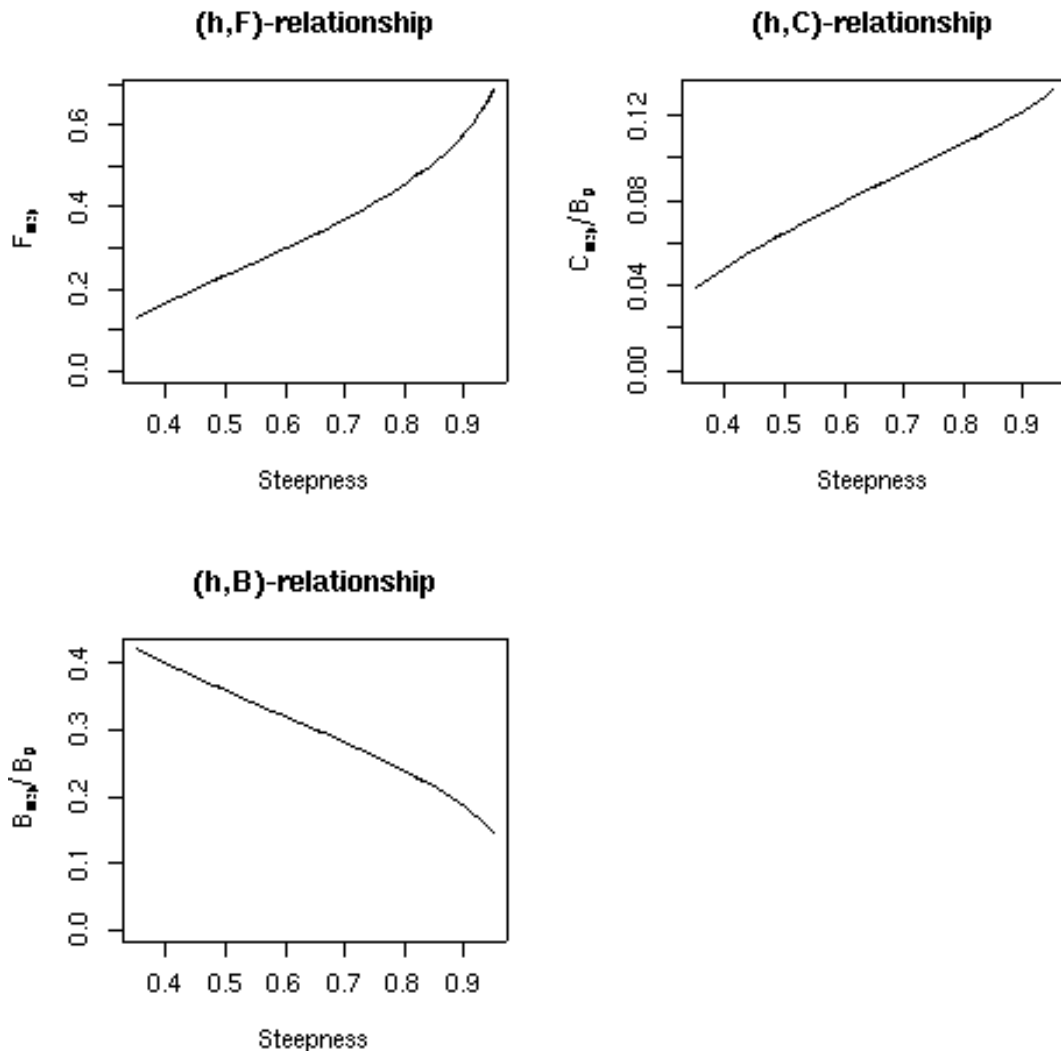 (h,F)-relationship
F
0.0 0.2 0.4 0.6
0.4 0.5 0.6 0.7 0.8 0.9
Steepness
(h,C)-relationship
C /B
0.00 0.04 0.08 0.12
0.4 0.5 0.6 0.7 0.8 0.9
Steepness
(h,B)-relationship
B /B
0.0 0.1 0.2 0.3 0.4
0.4 0.5 0.6 0.7 0.8 0.9
Steepness